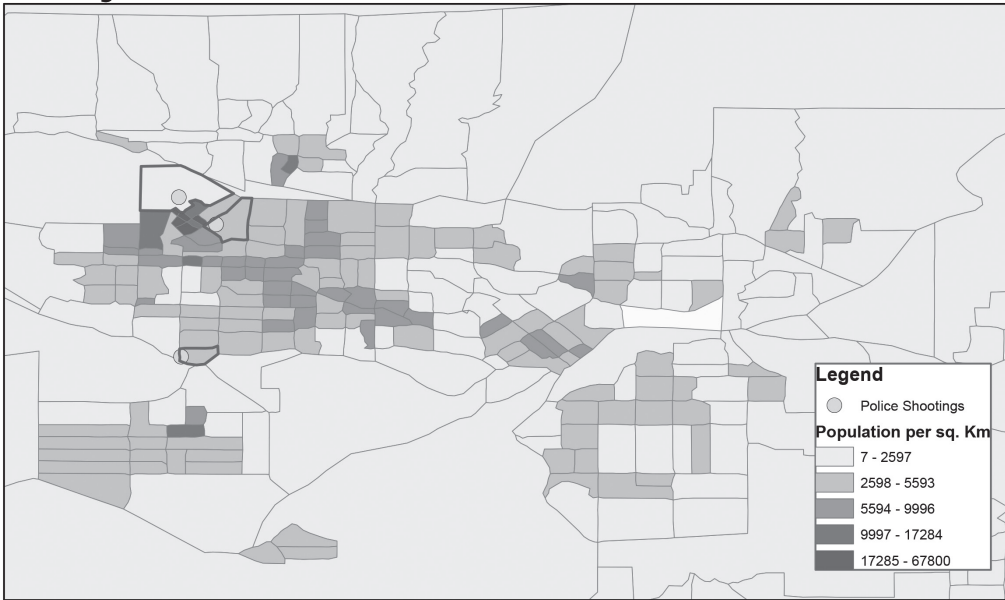 Legend
Police Shootings
Population per sq. Km
7 - 2597
2598 - 5593
5594 - 9996
9997 - 17284
17285 - 67800